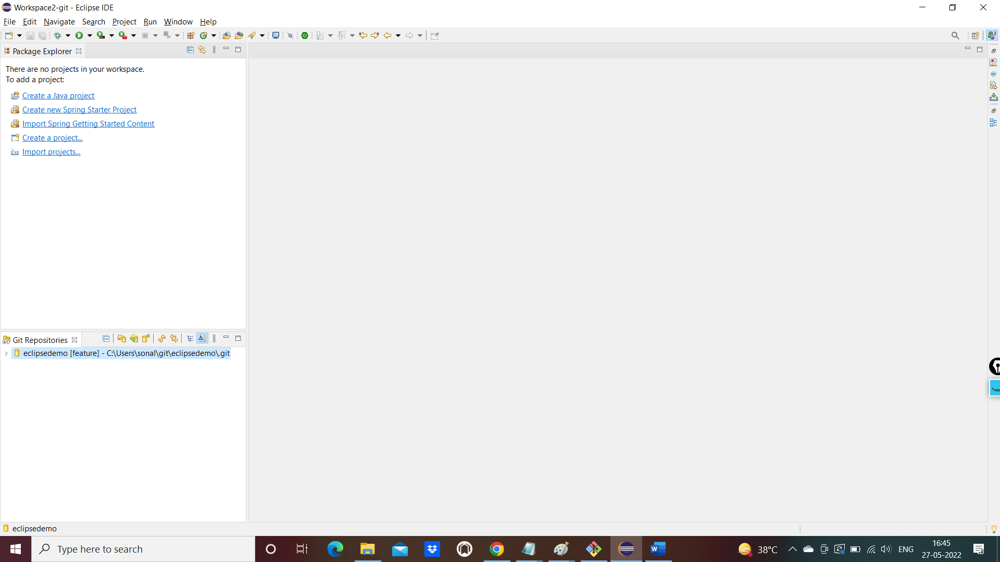 Workspace2-git - Eclipse IDE
File Edit Navigate Search Project Run Window Help
Package Explorer
There are no projects in your workspace.
To add a project:
Create a Java project
Create new Spring Starter Project
Import Spring Getting Started Content
Create a project...
Import projects...
Git Repositories
eclipsedemo [feature] - C:\Users\sonal\git\eclipsedemo\.git
eclipsedemo
Type here to search
38°C
ENG
16:45
27-05-2022